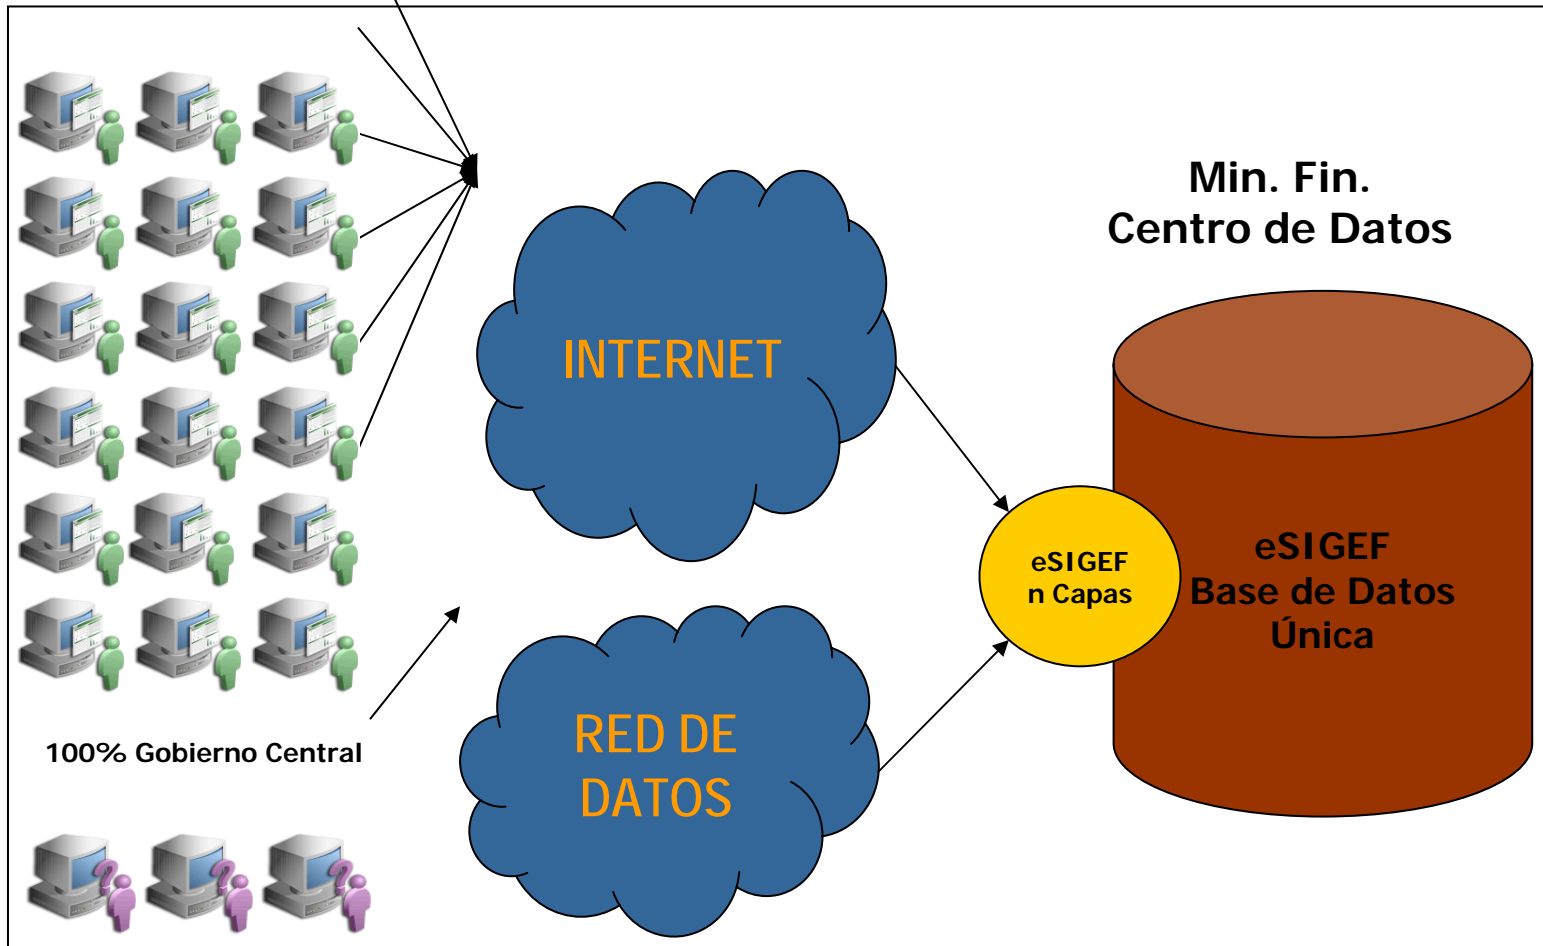 Min. Fin.
Centro de Datos
INTERNET
eSIGEF
n Capas
eSIGEF
Base de Datos
Única
RED DE
DATOS
100% Gobierno Central